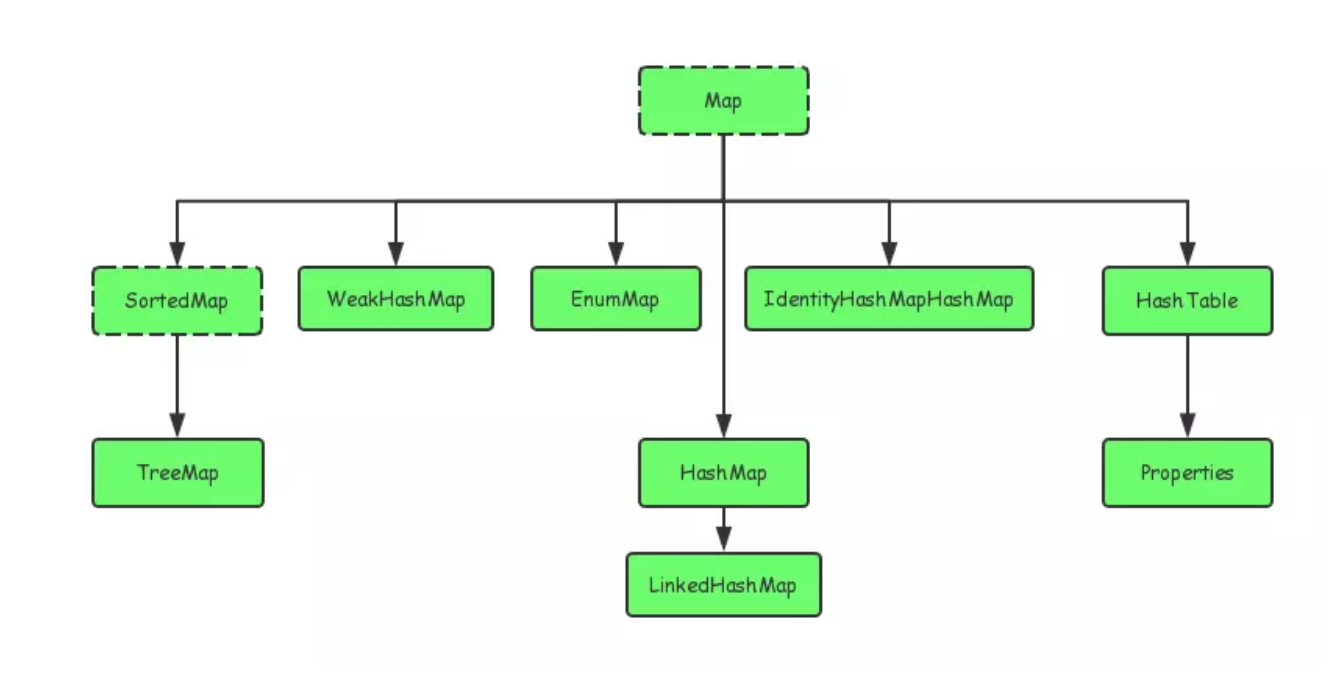 Map
SortedMap
WeakHashMap
EnumMap
IdentityHashMapHashMap
HashTable
TreeMap
HashMap
Properties
LinkedHashMap